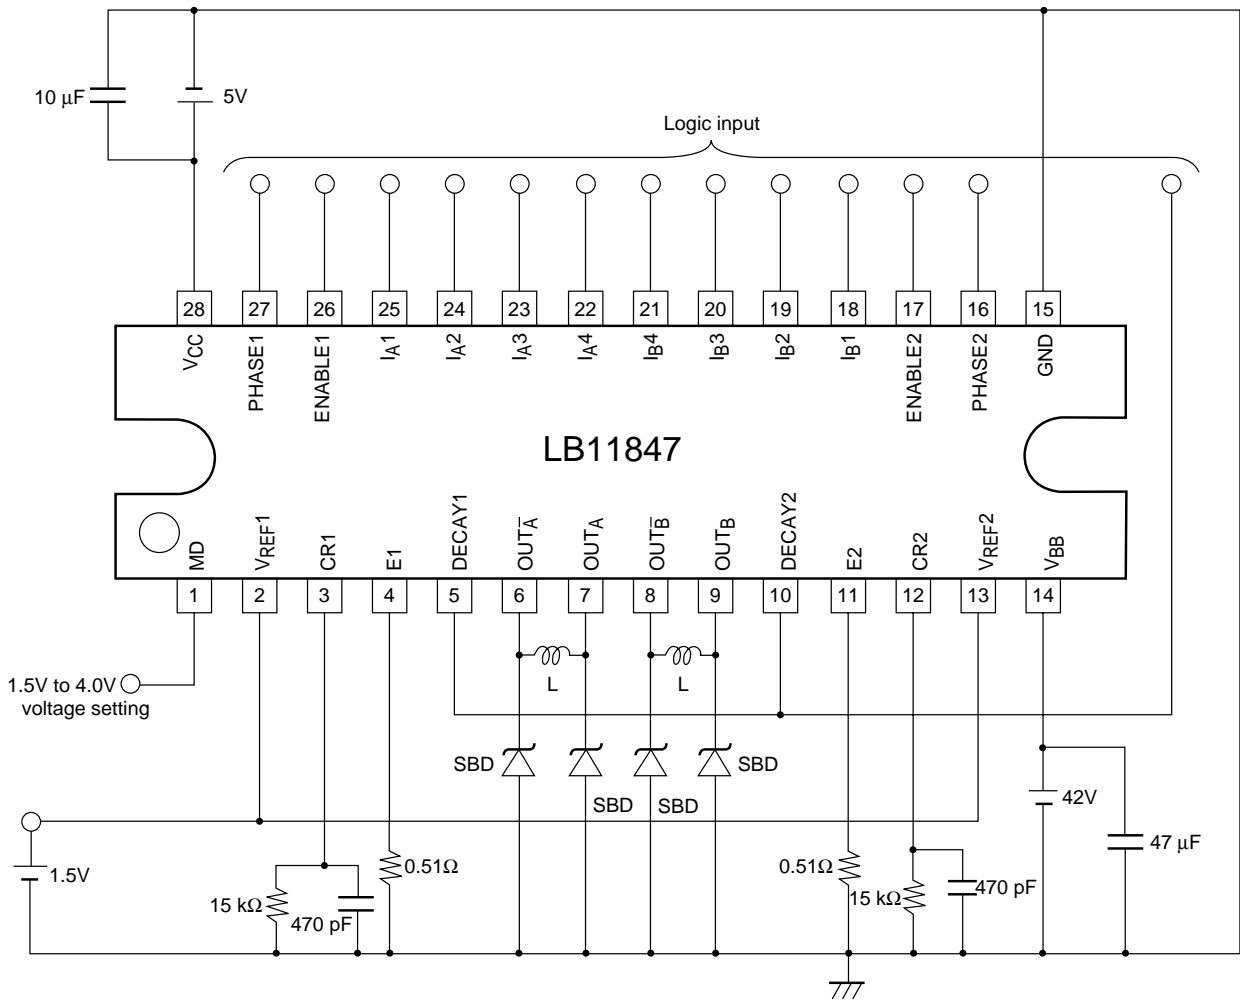 10 μF
5V
Logic input
28
27
26
25
24
23
22
21
20
19
18
17
16
15
VCC
PHASE1
ENABLE1
IA1
IA2
IA3
IA4
IB4
IB3
IB2
IB1
ENABLE2
PHASE2
GND
LB11847
MD
VREF1
CR1
E1
DECAY1
OUTA̅
OUTA
OUTB̅
OUTB
DECAY2
E2
CR2
VREF2
VBB
1
2
3
4
5
6
7
8
9
10
11
12
13
14
L
L
1.5V to 4.0V
voltage setting
SBD
SBD
SBD
SBD
42V
47 μF
1.5V
15 kΩ
470 pF
0.51Ω
0.51Ω
15 kΩ
470 pF